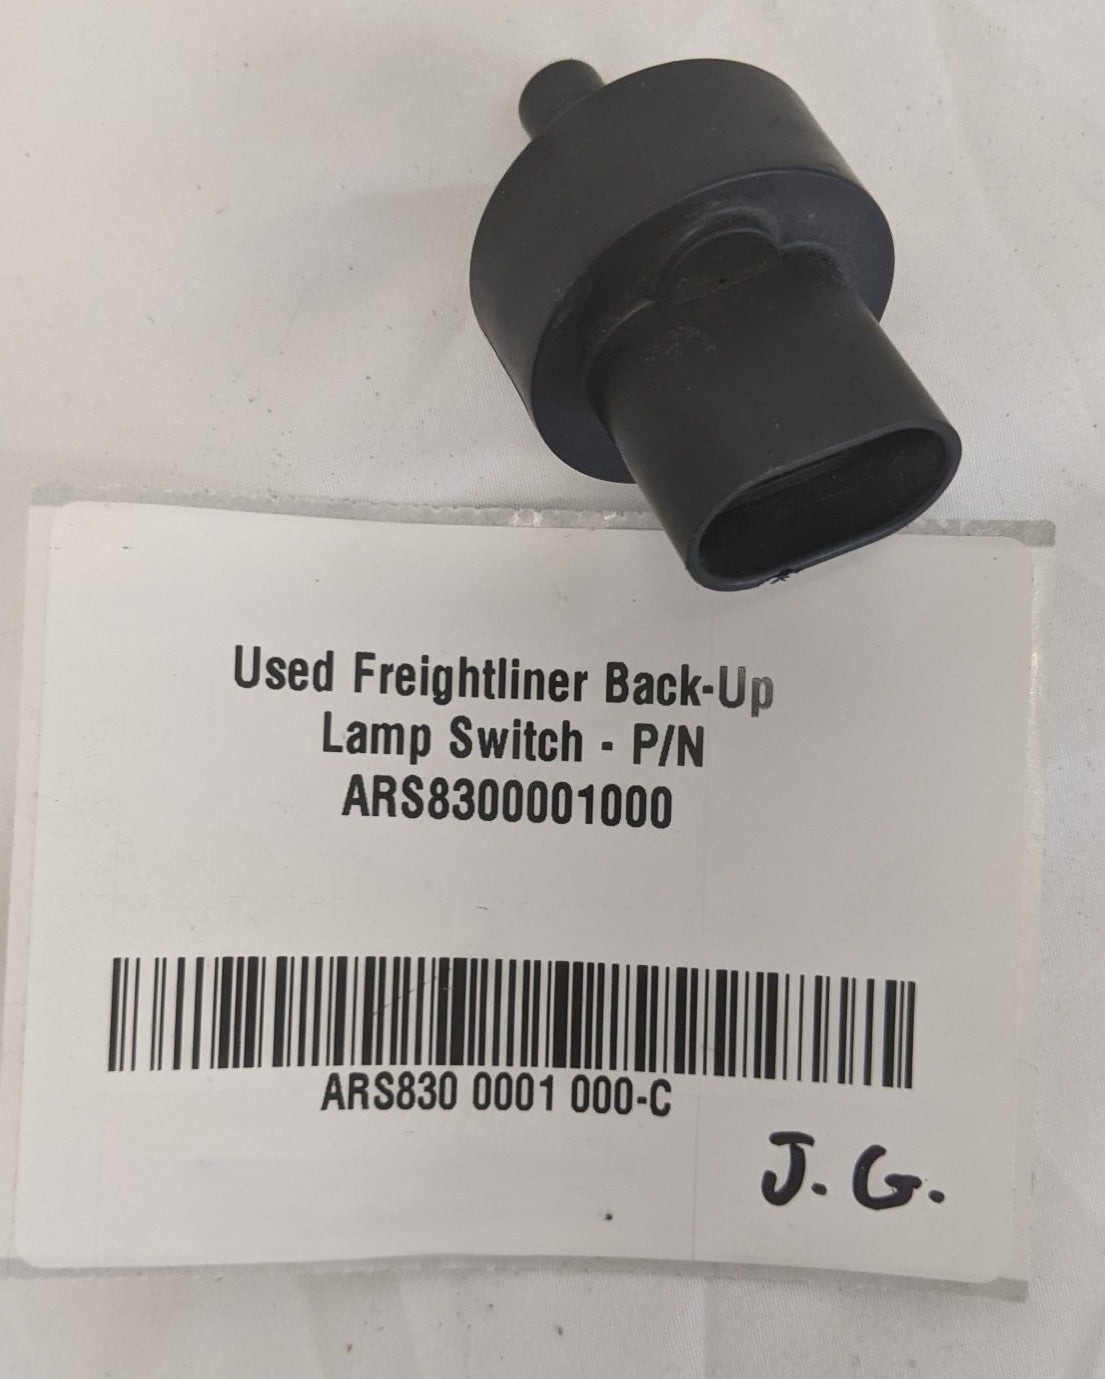 Used Freightliner Back-Up
Lamp Switch - P/N
ARS8300001000
ARS830 0001 000-C
J. G.